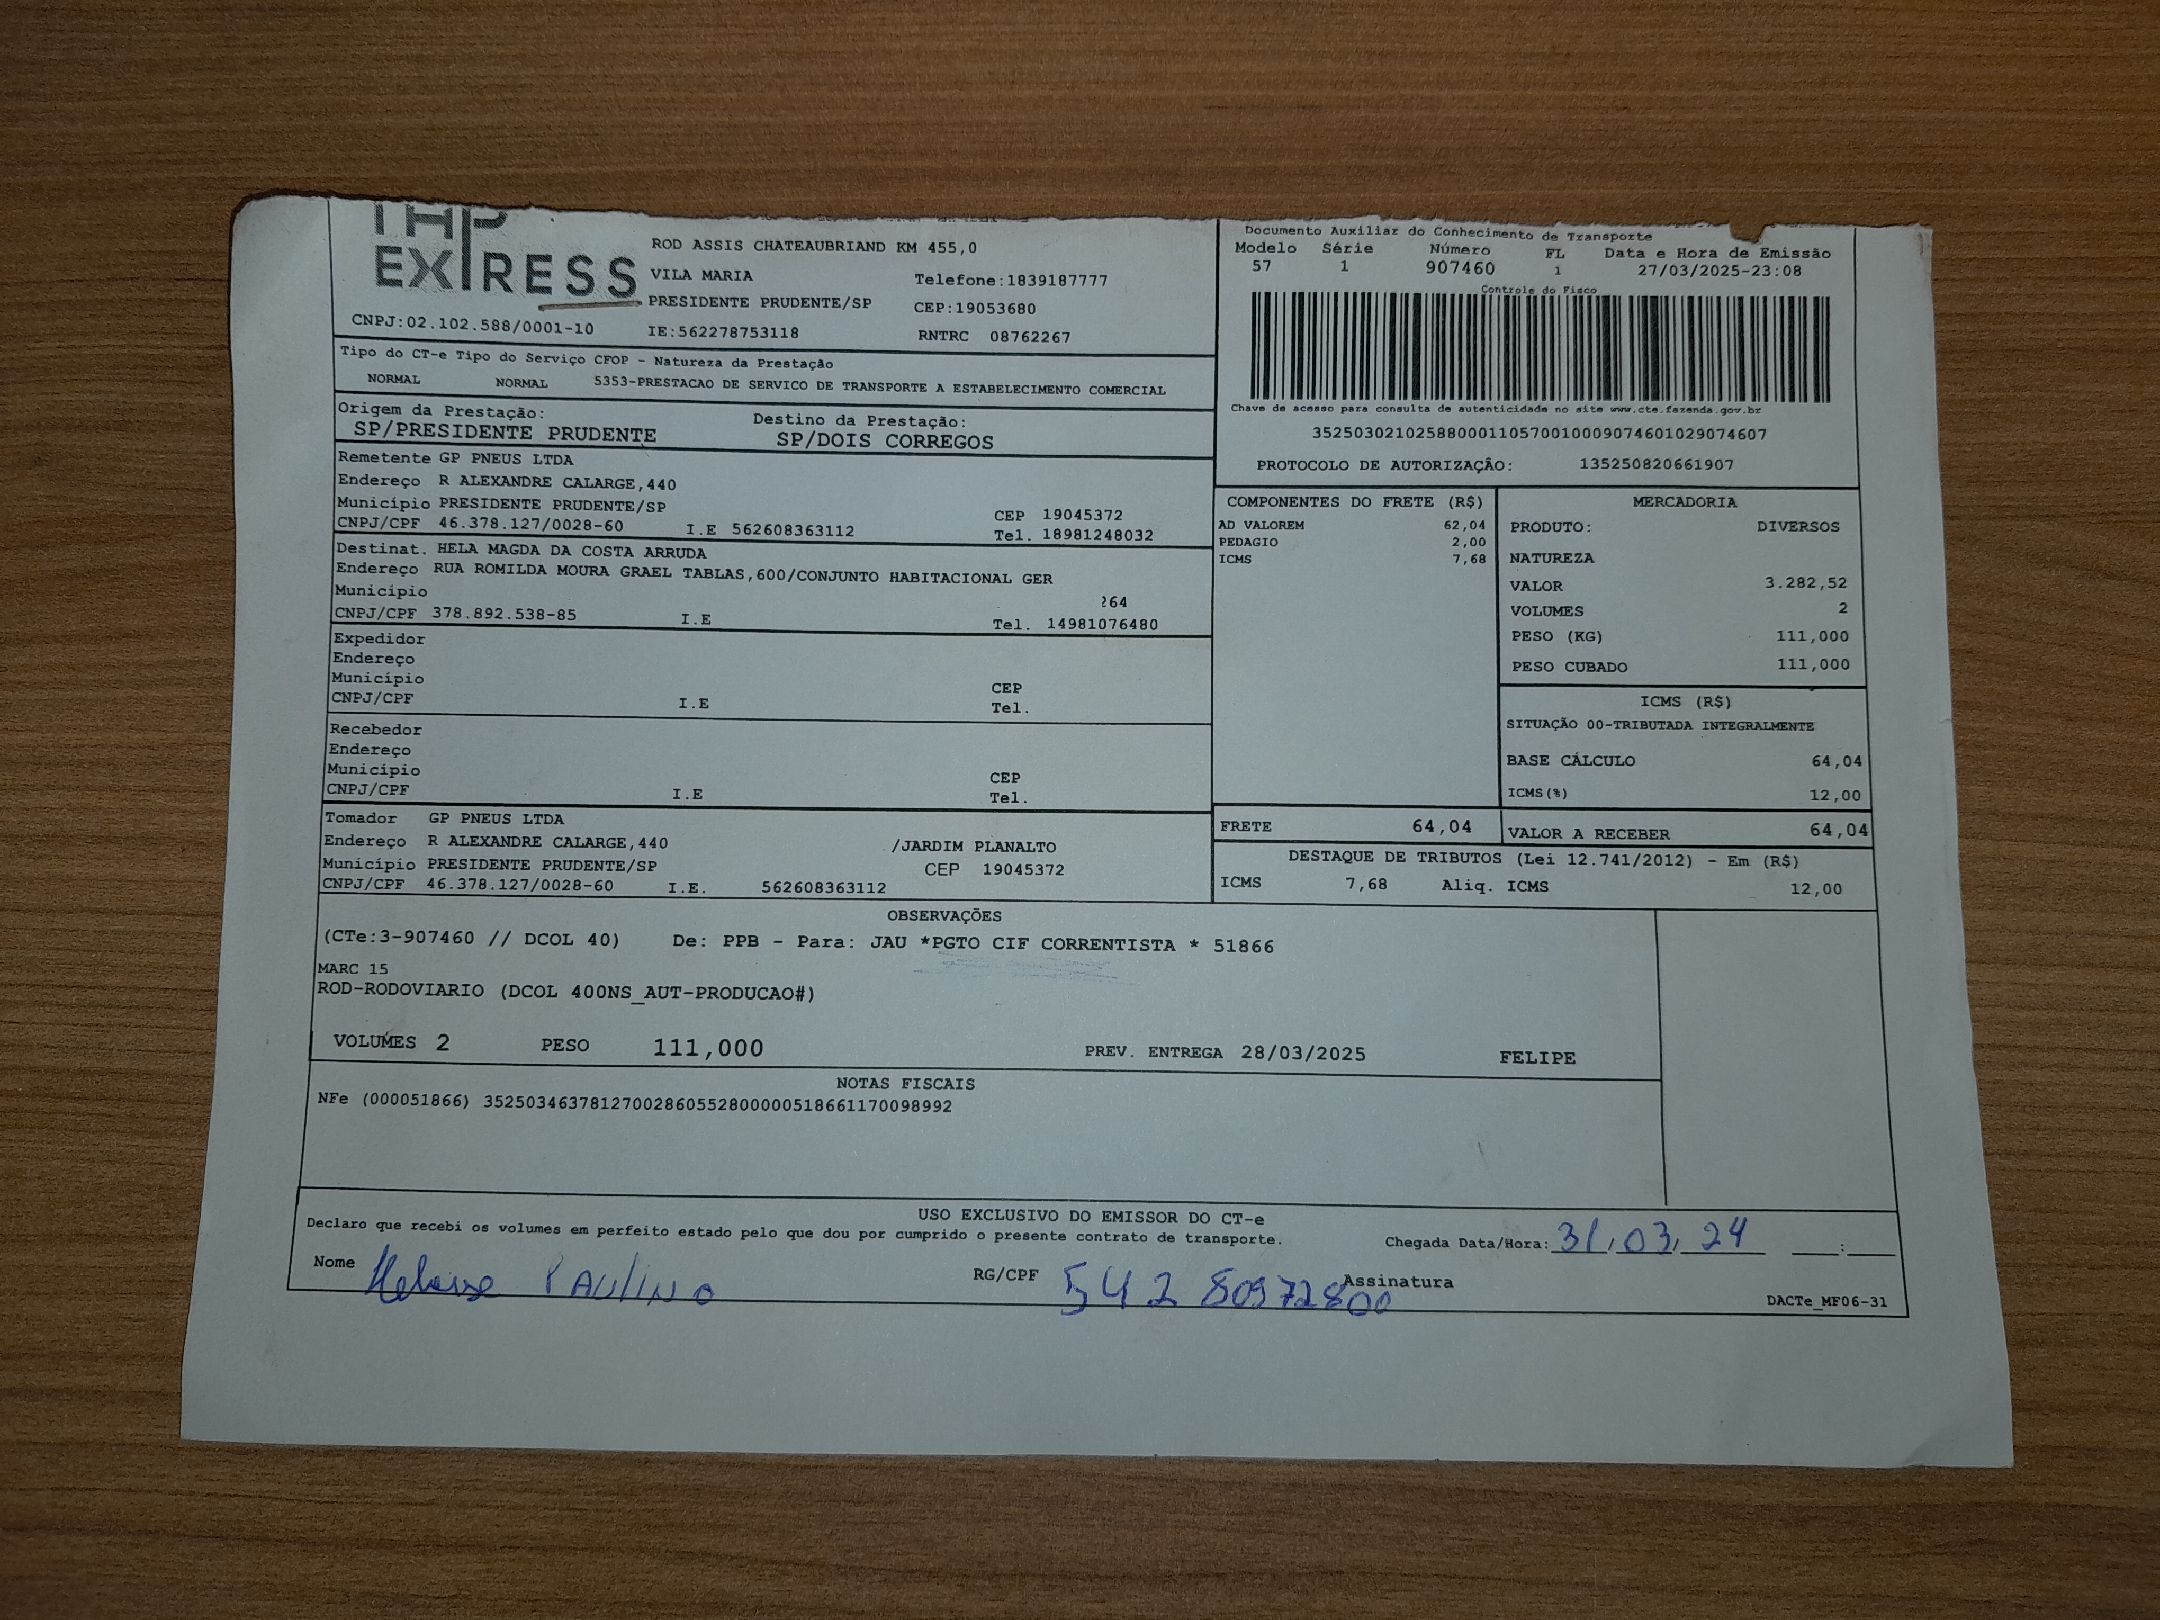 EXPRESS
ROD ASSIS CHATEAUBRIAND KM 455,0
VILA MARIA Telefone:1839187777
PRESIDENTE PRUDENTE/SP CEP:19053680
CNPJ:02.102.588/0001-10 IE:562278753118 RNTRC 08762267
Documento Auxiliar do Conhecimento de Transporte
Modelo Série Número FL Data e Hora de Emissão
57 1 907460 1 27/03/2025-23:08
Controle do Fisco
Chave de acesso para consulta de autenticidade no site www.cte.fazenda.gov.br
35250302102588000110570010009074601029074607
PROTOCOLO DE AUTORIZAÇÂO: 135250820661907
Tipo do CT-e Tipo do Serviço CFOP - Natureza da Prestação
NORMAL NORMAL 5353-PRESTACAO DE SERVICO DE TRANSPORTE A ESTABELECIMENTO COMERCIAL
Origem da Prestação: Destino da Prestação:
SP/PRESIDENTE PRUDENTE SP/DOIS CORREGOS
Remetente GP PNEUS LTDA
Endereço R ALEXANDRE CALARGE,440
Município PRESIDENTE PRUDENTE/SP CEP 19045372
CNPJ/CPF 46.378.127/0028-60 I.E 562608363112 Tel. 18981248032
Destinat. HELA MAGDA DA COSTA ARRUDA
Endereço RUA ROMILDA MOURA GRAEL TABLAS,600/CONJUNTO HABITACIONAL GER
Município 264
CNPJ/CPF 378.892.538-85 I.E Tel. 14981076480
Expedidor
Endereço
Município CEP
CNPJ/CPF I.E Tel.
Recebedor
Endereço
Município CEP
CNPJ/CPF I.E Tel.
Tomador GP PNEUS LTDA
Endereço R ALEXANDRE CALARGE,440 /JARDIM PLANALTO
Município PRESIDENTE PRUDENTE/SP CEP 19045372
CNPJ/CPF 46.378.127/0028-60 I.E. 562608363112
COMPONENTES DO FRETE (R$)
AD VALOREM 62,04
PEDAGIO 2,00
ICMS 7,68
MERCADORIA
PRODUTO: DIVERSOS
NATUREZA
VALOR 3.282,52
VOLUMES 2
PESO (KG) 111,000
PESO CUBADO 111,000
ICMS (R$)
SITUAÇÃO 00-TRIBUTADA INTEGRALMENTE
BASE CÁLCULO 64,04
ICMS(%) 12,00
FRETE 64,04 VALOR A RECEBER 64,04
DESTAQUE DE TRIBUTOS (Lei 12.741/2012) - Em (R$)
ICMS 7,68 Aliq. ICMS 12,00
OBSERVAÇÕES
(CTe:3-907460 // DCOL 40) De: PPB - Para: JAU *PGTO CIF CORRENTISTA * 51866
MARC 15
ROD-RODOVIARIO (DCOL 400NS_AUT-PRODUCAO#)
VOLUMES 2 PESO 111,000 PREV. ENTREGA 28/03/2025 FELIPE
NOTAS FISCAIS
NFe (000051866) 35250346378127002860552800000518661170098992
USO EXCLUSIVO DO EMISSOR DO CT-e
Declaro que recebi os volumes em perfeito estado pelo que dou por cumprido o presente contrato de transporte.
Chegada Data/Hora: 31/03/24 :
Nome Heloise PAULINO RG/CPF 54280972800 Assinatura
DACTe_MF06-31